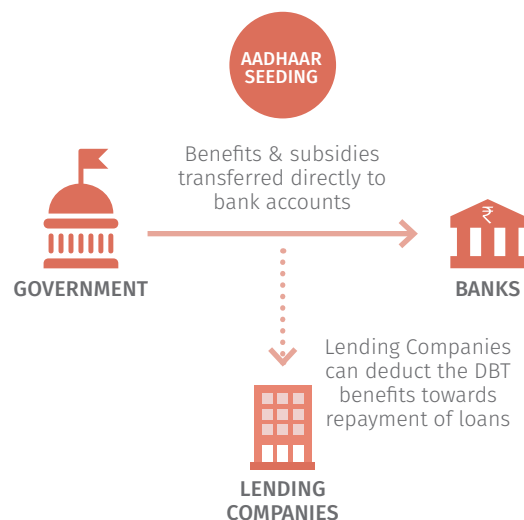 AADHAAR
SEEDING
Benefits & subsidies
transferred directly to
bank accounts
₹
GOVERNMENT
BANKS
Lending Companies
can deduct the DBT
benefits towards
repayment of loans
LENDING
COMPANIES